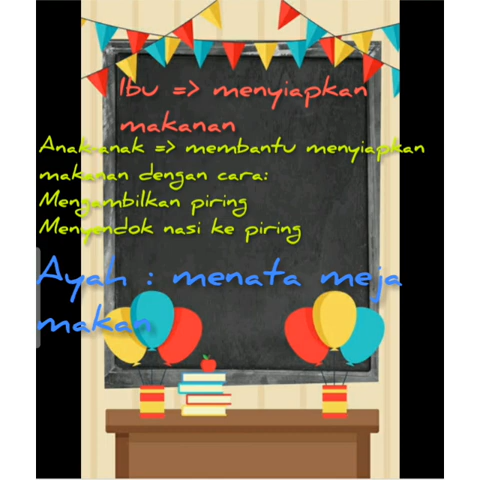 Ibu => menyiapkan
makanan
Anak-anak => membantu menyiapkan
makanan dengan cara:
Mengambilkan piring
Menyendok nasi ke piring
Ayah : menata meja
makan